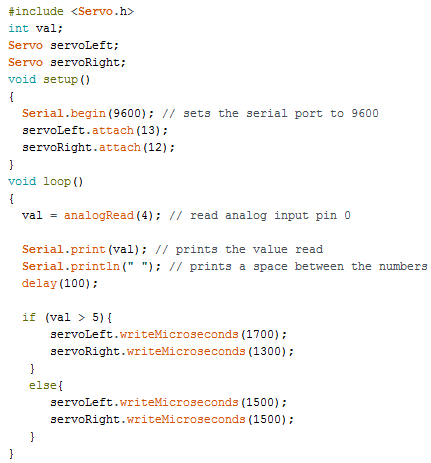 #include <Servo.h>
int val;
Servo servoLeft;
Servo servoRight;
void setup()
{
  Serial.begin(9600); // sets the serial port to 9600
  servoLeft.attach(13);
  servoRight.attach(12);
}
void loop()
{
  val = analogRead(4); // read analog input pin 0
  Serial.print(val); // prints the value read
  Serial.println(" "); // prints a space between the numbers
  delay(100);
  if (val > 5){
      servoLeft.writeMicroseconds(1700);
      servoRight.writeMicroseconds(1300);
   }
   else{
      servoLeft.writeMicroseconds(1500);
      servoRight.writeMicroseconds(1500);
   }
}